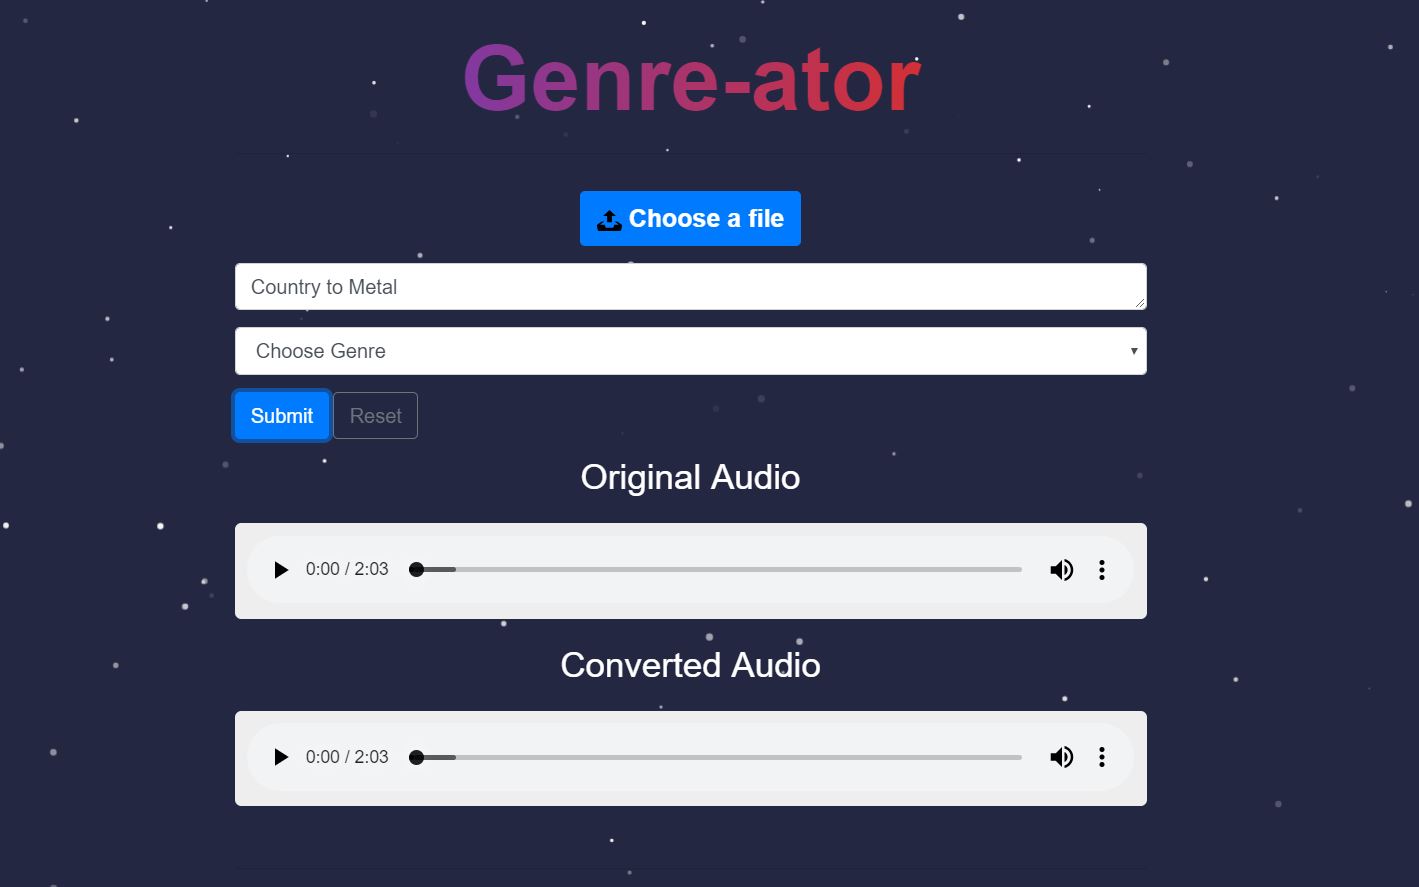 Genre-ator
Choose a file
Country to Metal
Choose Genre
Submit Reset
Original Audio
0:00 / 2:03
Converted Audio
0:00 / 2:03